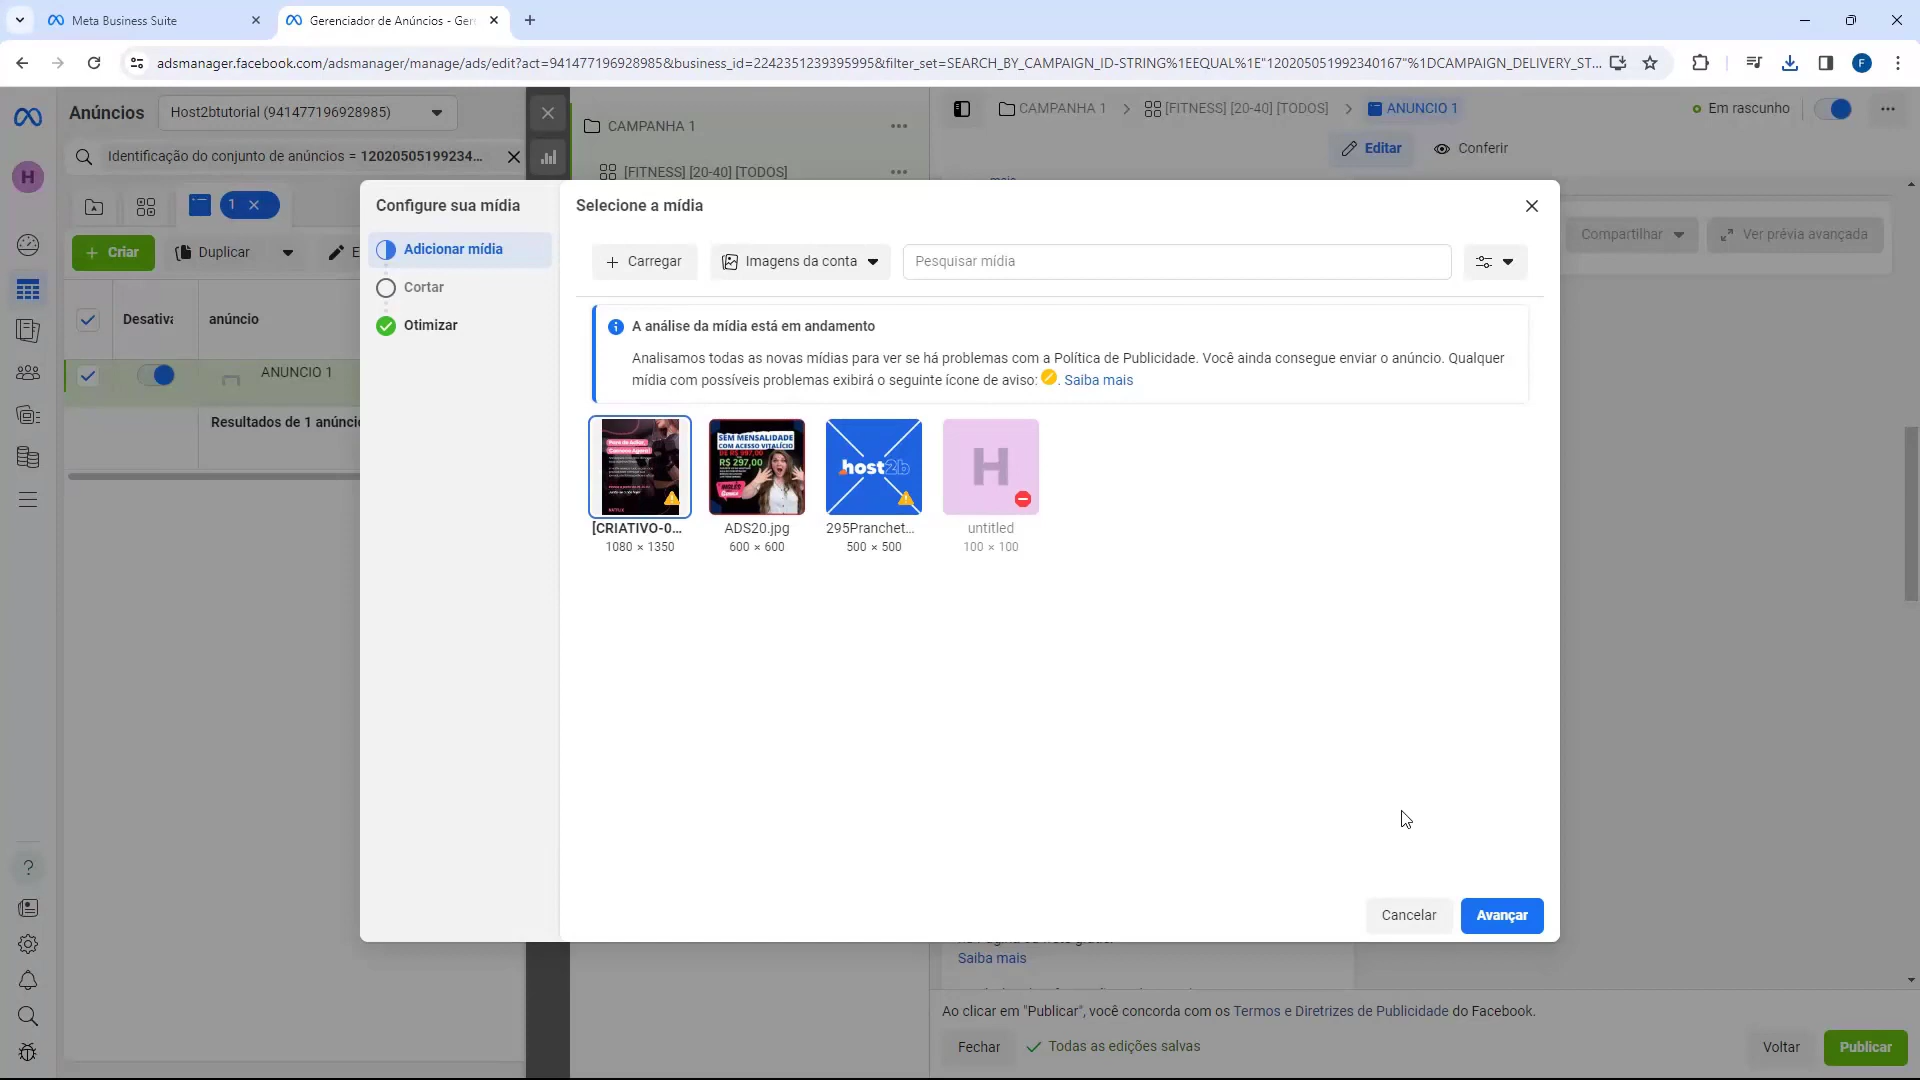 Meta Business Suite
Gerenciador de Anúncios - Ger
adsmanager.facebook.com/adsmanager/manage/ads/edit?act=941477196928985&business_id=2242351239395995&filter_set=SEARCH_BY_CAMPAIGN_ID-STRING%1EEQUAL%1E"120205051992340167"%1DCAMPAIGN_DELIVERY_ST...
F
Anúncios
Host2btutorial (941477196928985)
Identificação do conjunto de anúncios = 12020505199234...
H
1
Criar
Duplicar
E
Desativa
anúncio
ANUNCIO 1
Resultados de 1 anúnci
CAMPANHA 1
[FITNESS] [20-40] [TODOS]
CAMPANHA 1
[FITNESS] [20-40] [TODOS]
ANUNCIO 1
Em rascunho
Editar
Conferir
Compartilhar
Ver prévia avançada
Configure sua mídia
Adicionar mídia
Cortar
Otimizar
Selecione a mídia
Carregar
Imagens da conta
Pesquisar mídia
A análise da mídia está em andamento
Analisamos todas as novas mídias para ver se há problemas com a Política de Publicidade. Você ainda consegue enviar o anúncio. Qualquer
mídia com possíveis problemas exibirá o seguinte ícone de aviso: . Saiba mais
SEM MENSALIDADE
COM ACESSO VITALÍCIO
DE R$ 997,00
R$ 297,00
host2b
H
[CRIATIVO-0...
1080 × 1350
ADS20.jpg
600 × 600
295Pranchet...
500 × 500
untitled
100 × 100
Cancelar
Avançar
Saiba mais
Ao clicar em "Publicar", você concorda com os Termos e Diretrizes de Publicidade do Facebook.
Fechar
Todas as edições salvas
Voltar
Publicar